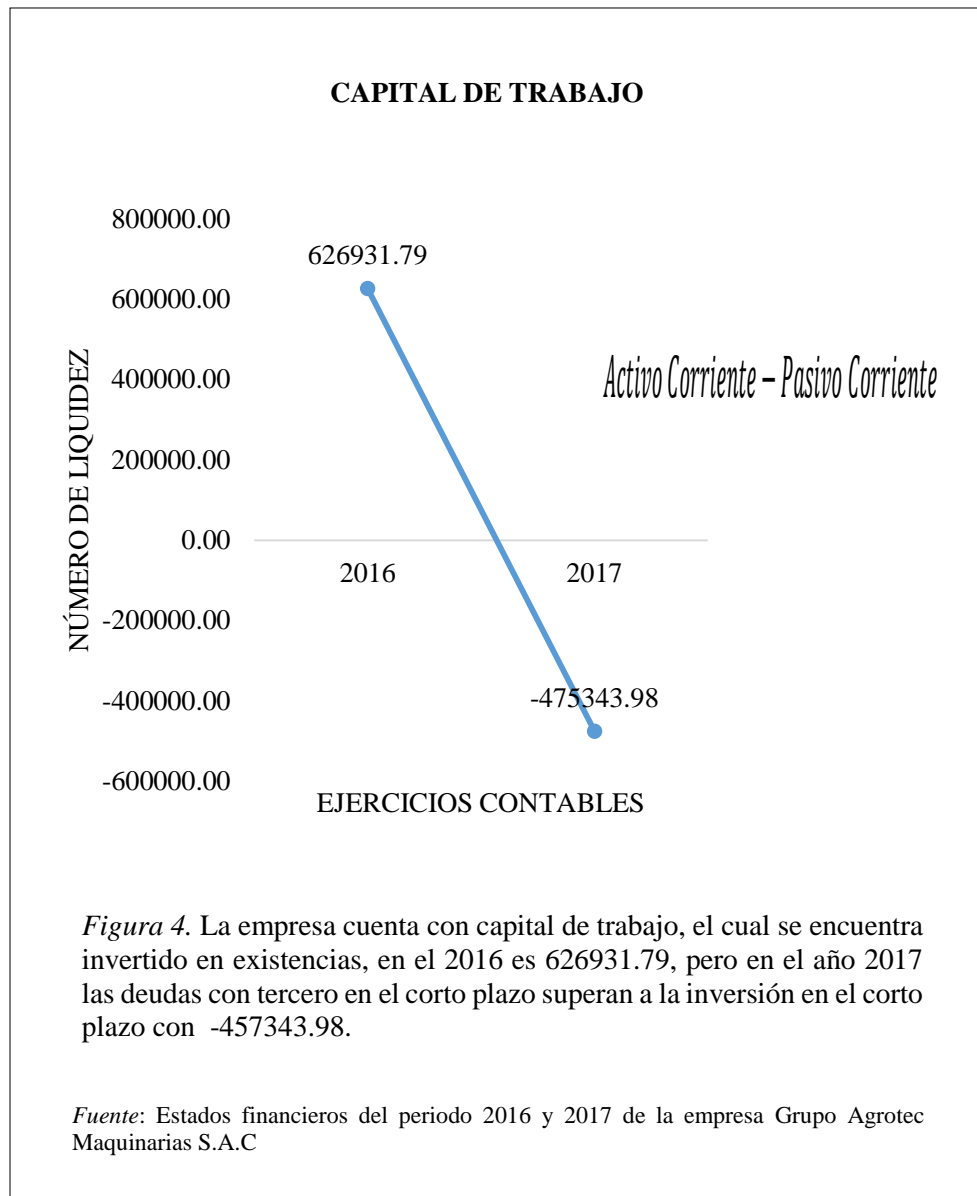 CAPITAL DE TRABAJO
800000.00
626931.79
600000.00
Activo Corriente – Pasivo Corriente
400000.00
NÚMERO DE LIQUIDEZ
200000.00
0.00
2016
2017
-200000.00
-400000.00
-475343.98
-600000.00
EJERCICIOS CONTABLES
Figura 4. La empresa cuenta con capital de trabajo, el cual se encuentra
invertido en existencias, en el 2016 es 626931.79, pero en el año 2017
las deudas con tercero en el corto plazo superan a la inversión en el corto
plazo con -457343.98.
Fuente: Estados financieros del periodo 2016 y 2017 de la empresa Grupo Agrotec
Maquinarias S.A.C